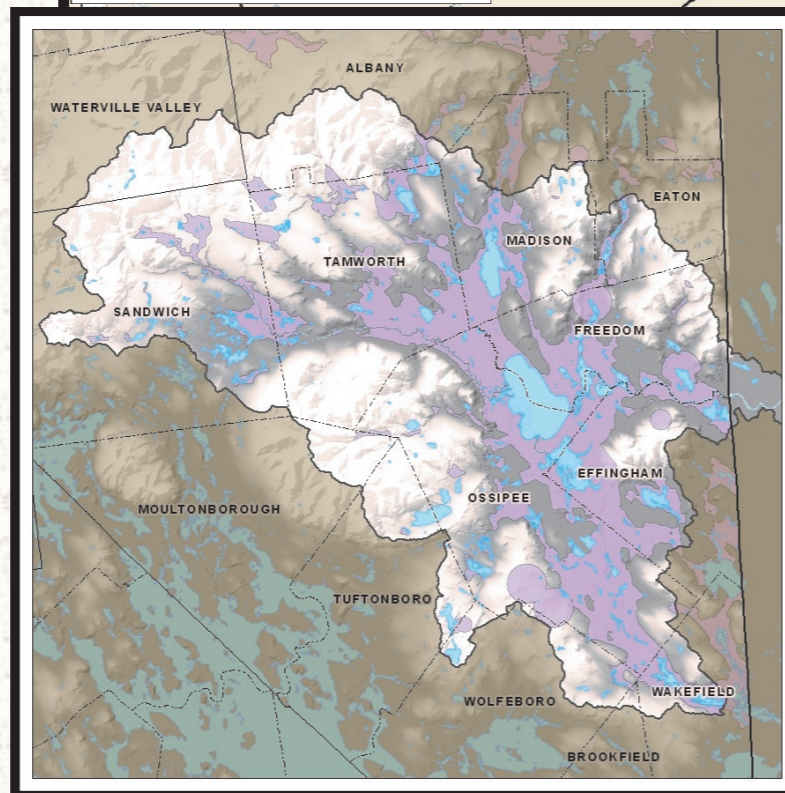 ALBANY
WATERVILLE VALLEY
EATON
MADISON
TAMWORTH
SANDWICH
FREEDOM
EFFINGHAM
OSSIPEE
MOULTONBOROUGH
TUFTONBORO
WAKEFIELD
WOLFEBORO
BROOKFIELD